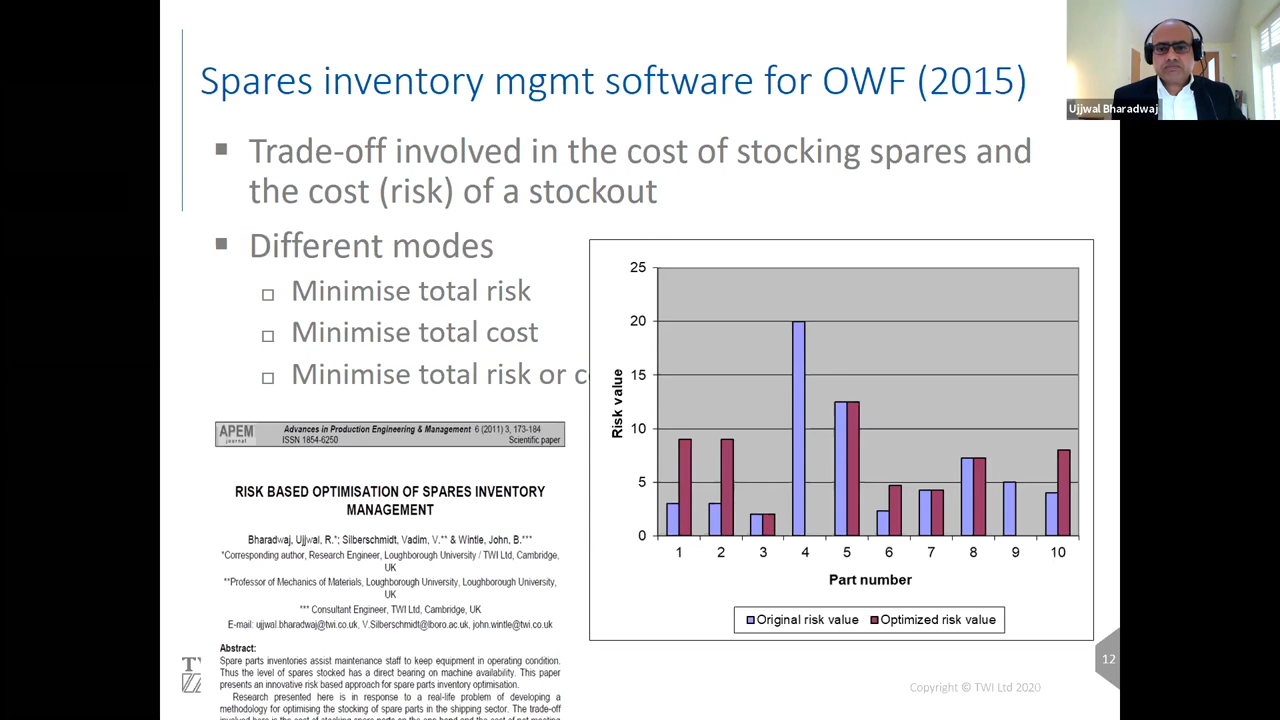 Spares inventory mgmt software for OWF (2015)
Ujjwal Bharadwaj
Trade-off involved in the cost of stocking spares and
the cost (risk) of a stockout
Different modes
Minimise total risk
Minimise total cost
Minimise total risk or c
APEM
journal
Advances in Production Engineering & Management 6 (2011) 3, 173-184
ISSN 1854-6250
Scientific paper
RISK BASED OPTIMISATION OF SPARES INVENTORY
MANAGEMENT
Bharadwaj, Ujjwal, R.*; Silberschmidt, Vadim, V.** & Wintle, John, B.***
*Corresponding author, Research Engineer, Loughborough University / TWI Ltd, Cambridge,
UK
**Professor of Mechanics of Materials, Loughborough University, Loughborough University,
UK
*** Consultant Engineer, TWI Ltd, Cambridge, UK
E-mail: ujjwal.bharadwaj@twi.co.uk, V.Silberschmidt@lboro.ac.uk, john.wintle@twi.co.uk
Abstract:
Spare parts inventories assist maintenance staff to keep equipment in operating condition.
Thus the level of spares stocked has a direct bearing on machine availability. This paper
presents an innovative risk based approach for spare parts inventory optimisation.
Research presented here is in response to a real-life problem of developing a
methodology for optimising the stocking of spare parts in the shipping sector. The trade-off
involved here is the cost of stocking spare parts on the one hand and the cost of not meeting
25
20
15
10
5
0
Risk value
1 2 3 4 5 6 7 8 9 10
Part number
Original risk value Optimized risk value
12
Copyright © TWI Ltd 2020